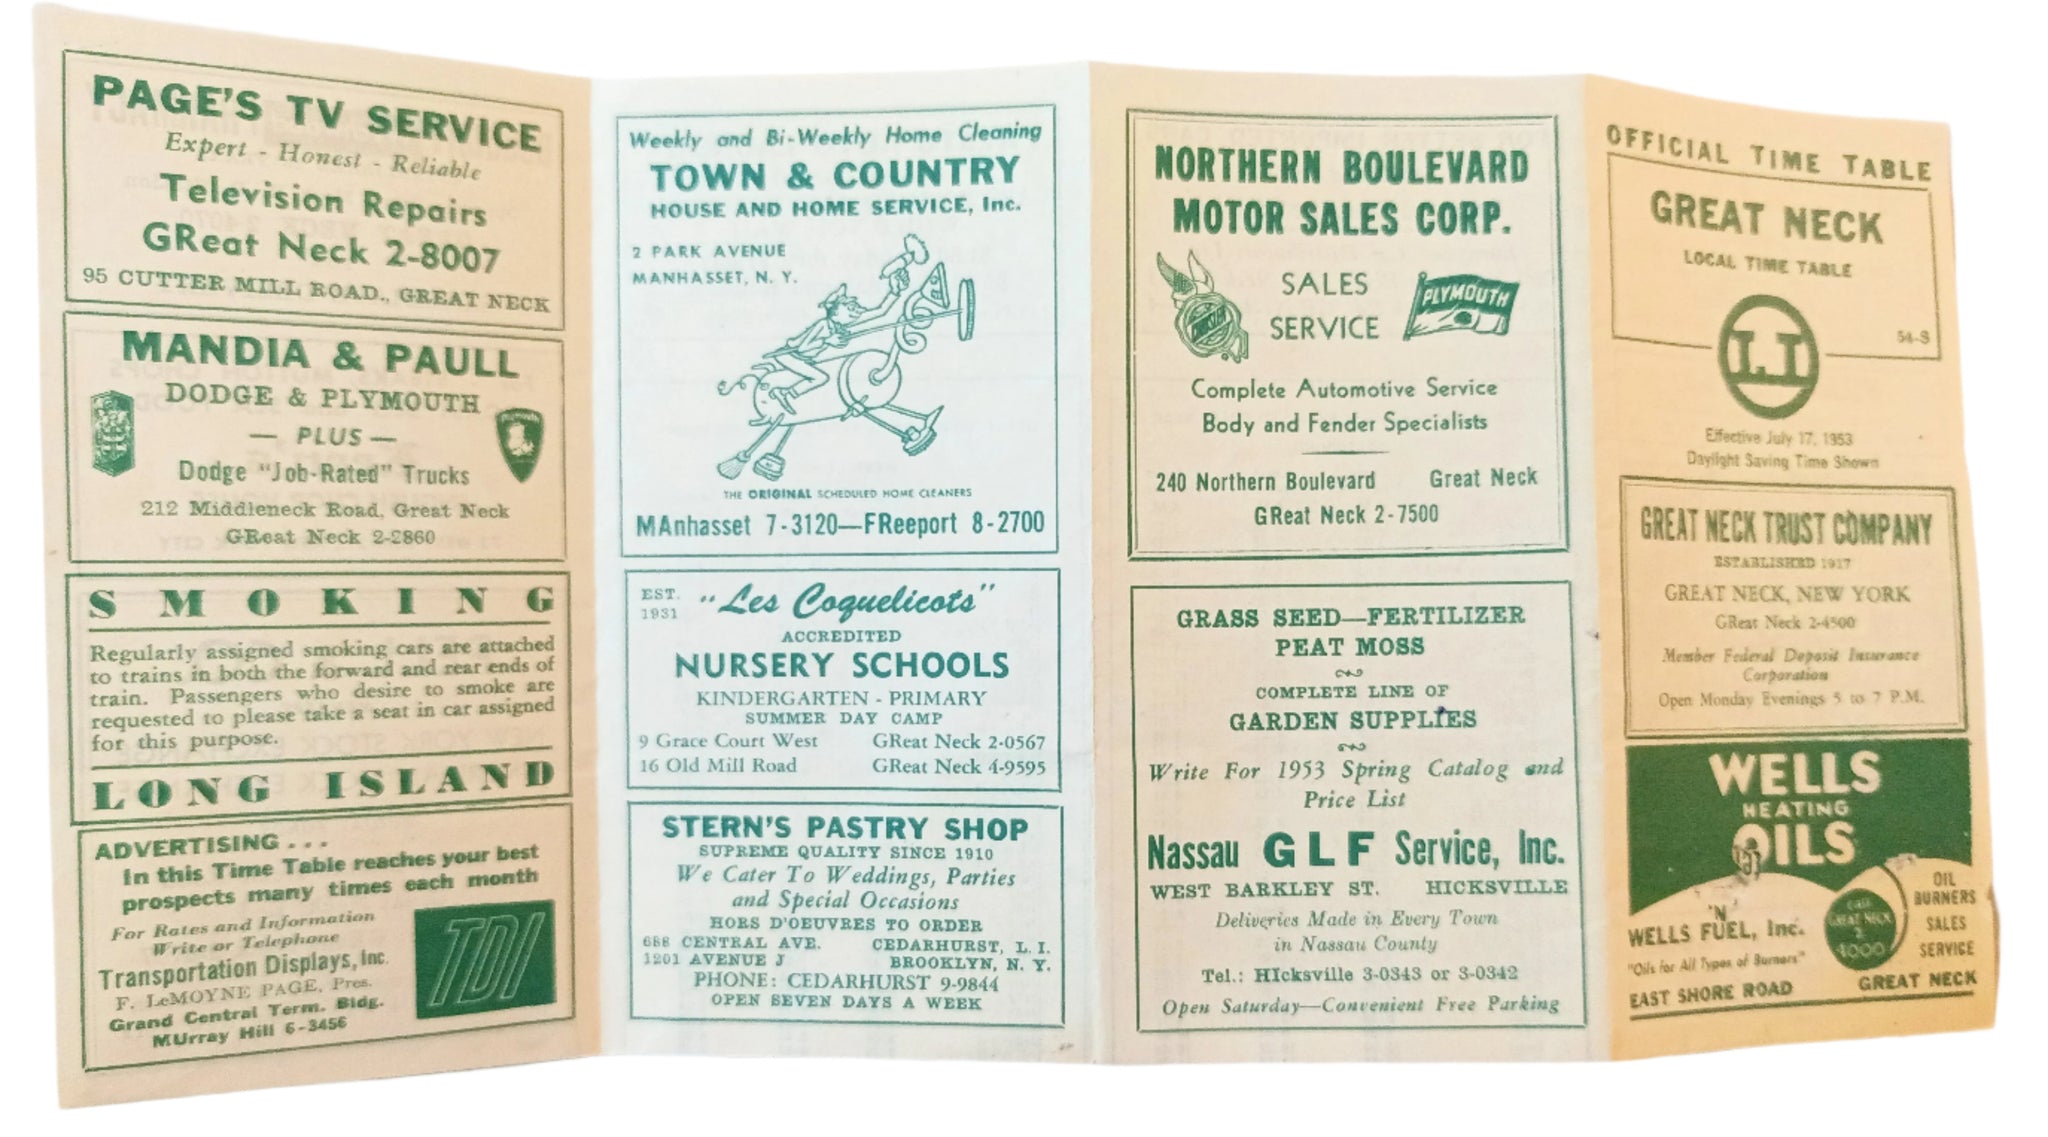 PAGE'S TV SERVICE
Expert - Honest - Reliable
Television Repairs
GReat Neck 2-8007
95 CUTTER MILL ROAD., GREAT NECK
MANDIA & PAULL
DODGE & PLYMOUTH
— PLUS —
Dodge "Job-Rated" Trucks
212 Middleneck Road, Great Neck
GReat Neck 2-2860
SMOKING
Regularly assigned smoking cars are attached
to trains in both the forward and rear ends of
train. Passengers who desire to smoke are
requested to please take a seat in car assigned
for this purpose.
LONG ISLAND
ADVERTISING . . .
In this Time Table reaches your best
prospects many times each month
For Rates and Information
Write or Telephone
Transportation Displays, Inc.
F. LeMOYNE PAGE, Pres.
Grand Central Term. Bldg.
MUrray Hill 6-3456
TDI
Weekly and Bi-Weekly Home Cleaning
TOWN & COUNTRY
HOUSE AND HOME SERVICE, Inc.
2 PARK AVENUE
MANHASSET, N. Y.
THE ORIGINAL SCHEDULED HOME CLEANERS
MAnhasset 7-3120—FReeport 8-2700
EST.
1931
"Les Coquelicots"
ACCREDITED
NURSERY SCHOOLS
KINDERGARTEN - PRIMARY
SUMMER DAY CAMP
9 Grace Court West GReat Neck 2-0567
16 Old Mill Road GReat Neck 4-9595
STERN'S PASTRY SHOP
SUPREME QUALITY SINCE 1910
We Cater To Weddings, Parties
and Special Occasions
HORS D'OEUVRES TO ORDER
688 CENTRAL AVE. CEDARHURST, L. I.
1201 AVENUE J BROOKLYN, N. Y.
PHONE: CEDARHURST 9-9844
OPEN SEVEN DAYS A WEEK
NORTHERN BOULEVARD
MOTOR SALES CORP.
SALES
SERVICE
CHRYSLER
PLYMOUTH
Complete Automotive Service
Body and Fender Specialists
240 Northern Boulevard Great Neck
GReat Neck 2-7500
GRASS SEED—FERTILIZER
PEAT MOSS
COMPLETE LINE OF
GARDEN SUPPLIES
Write For 1953 Spring Catalog and
Price List
Nassau GLF Service, Inc.
WEST BARKLEY ST. HICKSVILLE
Deliveries Made in Every Town
in Nassau County
Tel.: HIcksville 3-0343 or 3-0342
Open Saturday—Convenient Free Parking
OFFICIAL TIME TABLE
GREAT NECK
LOCAL TIME TABLE
54-S
LI
Effective July 17, 1953
Daylight Saving Time Shown
GREAT NECK TRUST COMPANY
ESTABLISHED 1917
GREAT NECK, NEW YORK
GReat Neck 2-4500
Member Federal Deposit Insurance
Corporation
Open Monday Evenings 5 to 7 P.M.
WELLS
HEATING
OILS
WELLS FUEL, Inc.
"Oils for All Types of Burners"
EAST SHORE ROAD
call
GREAT NECK
2
4000
OIL
BURNERS
SALES
SERVICE
GREAT NECK